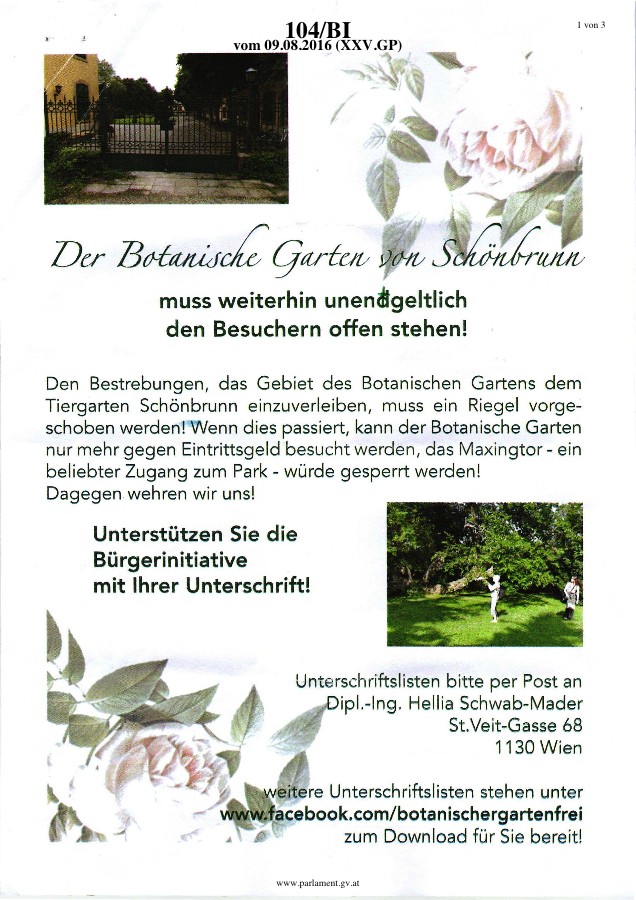 104/BI
vom 09.08.2016 (XXV.GP)
1 von 3
Der Botanische Garten von Schönbrunn
muss weiterhin unendtgeltlich
den Besuchern offen stehen!
Den Bestrebungen, das Gebiet des Botanischen Gartens dem
Tiergarten Schönbrunn einzuverleiben, muss ein Riegel vorge-
schoben werden! Wenn dies passiert, kann der Botanische Garten
nur mehr gegen Eintrittsgeld besucht werden, das Maxingtor - ein
beliebter Zugang zum Park - würde gesperrt werden!
Dagegen wehren wir uns!
Unterstützen Sie die
Bürgerinitiative
mit Ihrer Unterschrift!
Unterschriftslisten bitte per Post an
Dipl.-Ing. Hellia Schwab-Mader
St.Veit-Gasse 68
1130 Wien
weitere Unterschriftslisten stehen unter
www.facebook.com/botanischergartenfrei
zum Download für Sie bereit!
www.parlament.gv.at